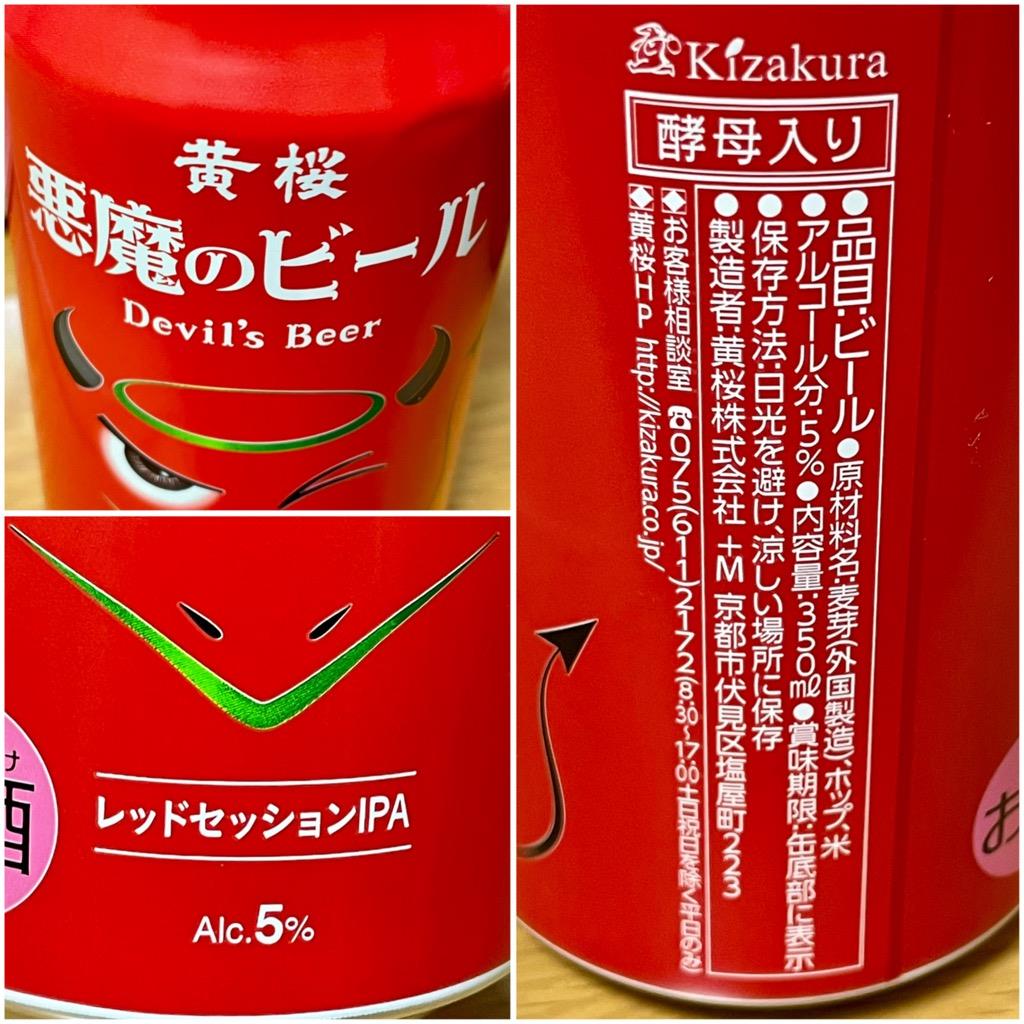 黄桜
悪魔のビール
Devil's Beer
レッドセッションIPA
Alc.5%
け
酒
Kizakura
酵母入り
●品目:ビール ●原材料名:麦芽(外国製造)、ホップ、米
●アルコール分:5% ●内容量:350㎖ ●賞味期限:缶底部に表示
●保存方法:日光を避け、涼しい場所に保存
●製造者:黄桜株式会社 +M 京都市伏見区塩屋町223
◆お客様相談室 ☎075(611)2172(8:30~17:00 土日祝日を除く平日のみ)
◆黄桜HP http://kizakura.co.jp/
お